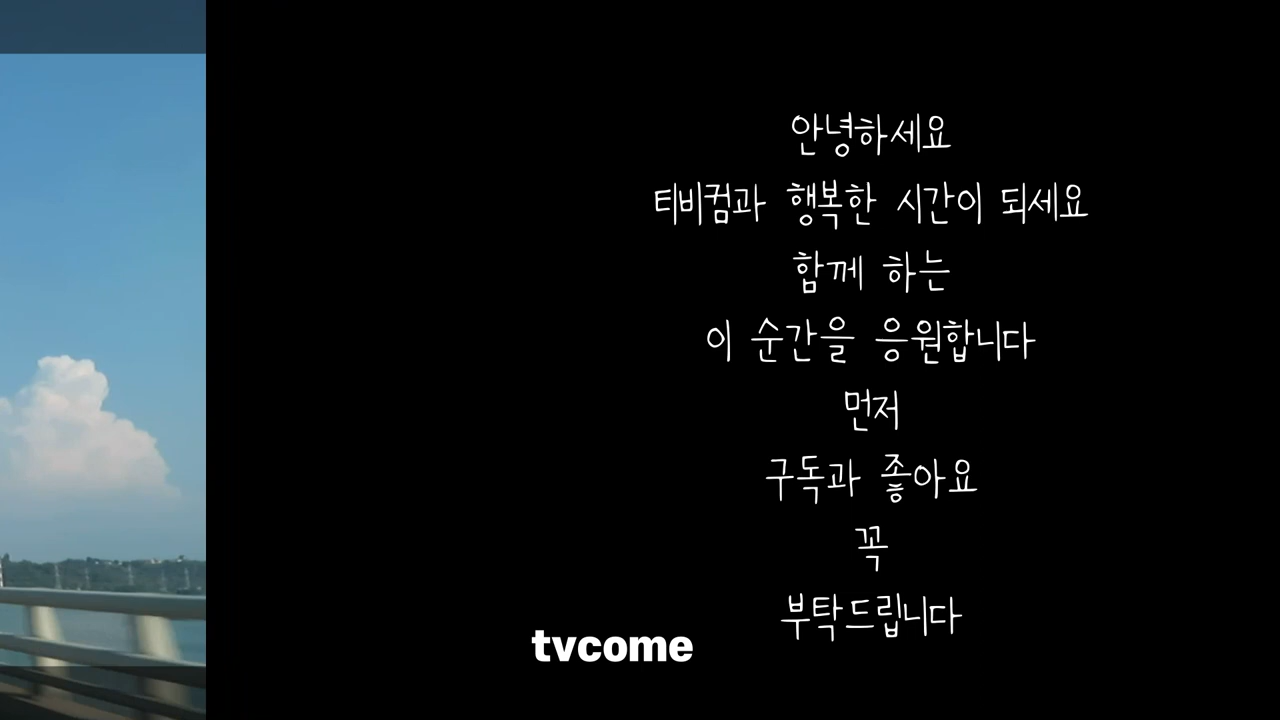 안녕하세요
티비컴과 행복한 시간이 되세요
함께 하는
이 순간을 응원합니다
먼저
구독과 좋아요
꼭
부탁드립니다
tvcome